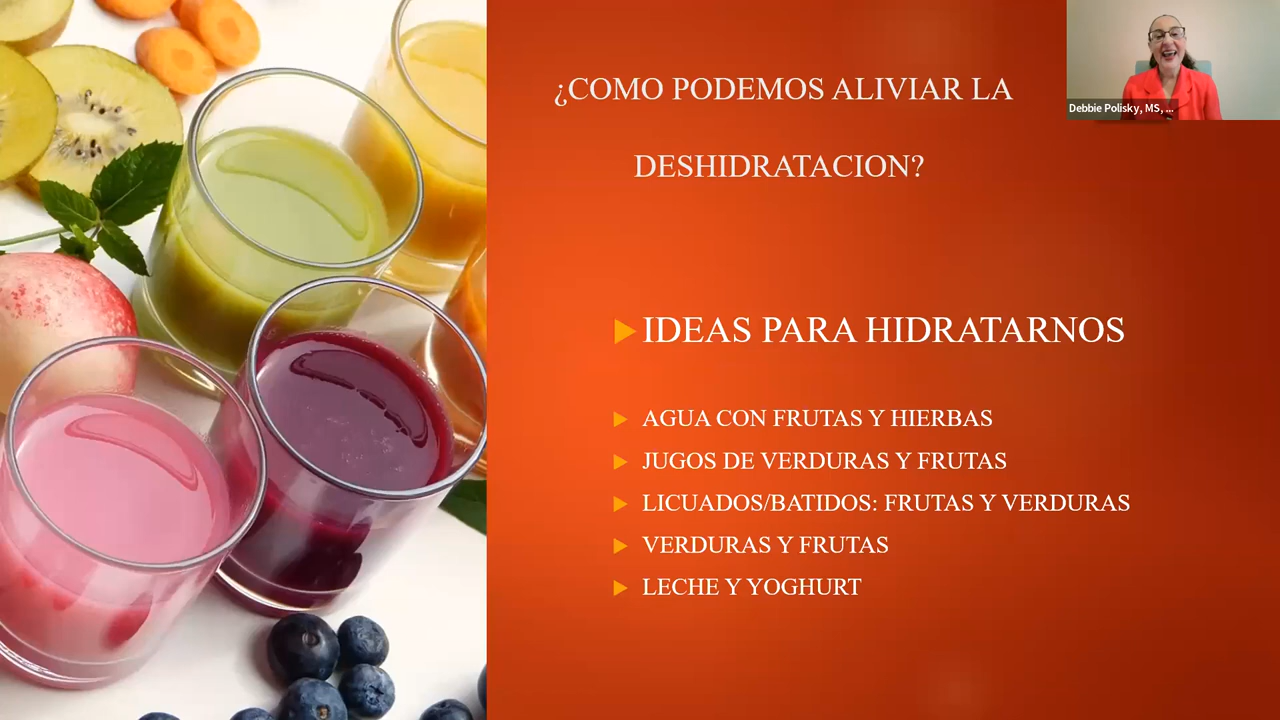 ¿COMO PODEMOS ALIVIAR LA
DESHIDRATACION?
Debbie Polisky, MS, ...
IDEAS PARA HIDRATARNOS
AGUA CON FRUTAS Y HIERBAS
JUGOS DE VERDURAS Y FRUTAS
LICUADOS/BATIDOS: FRUTAS Y VERDURAS
VERDURAS Y FRUTAS
LECHE Y YOGHURT